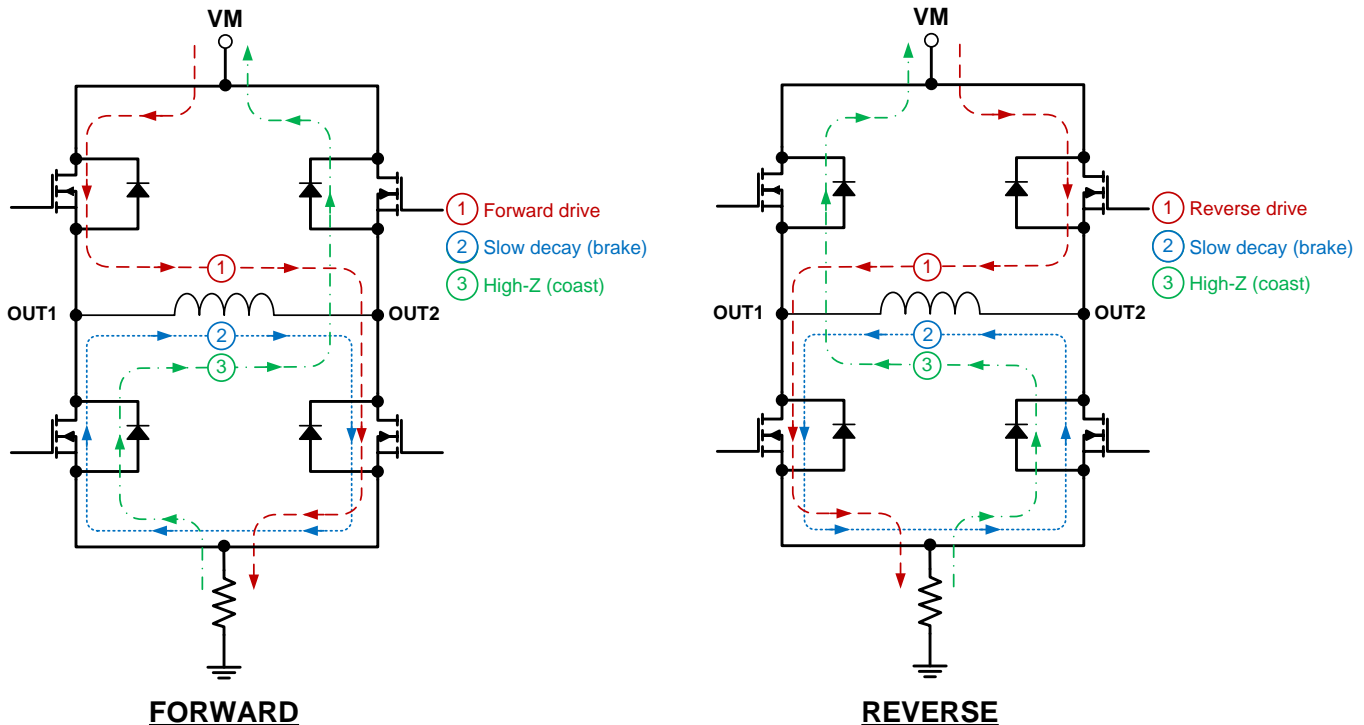 VM
1 Forward drive
2 Slow decay (brake)
3 High-Z (coast)
1
OUT1
OUT2
2
3
FORWARD
VM
1 Reverse drive
2 Slow decay (brake)
3 High-Z (coast)
1
OUT1
OUT2
2
3
REVERSE